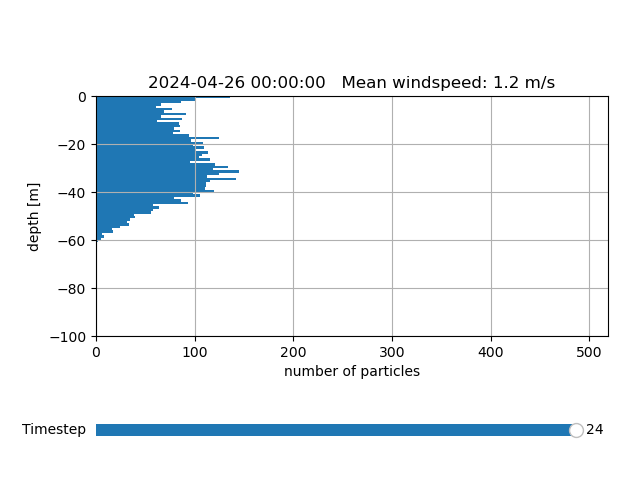 2024-04-26 00:00:00   Mean windspeed: 1.2 m/s
0
−20
−40
−60
−80
−100
depth [m]
0 100 200 300 400 500
number of particles
Timestep 24